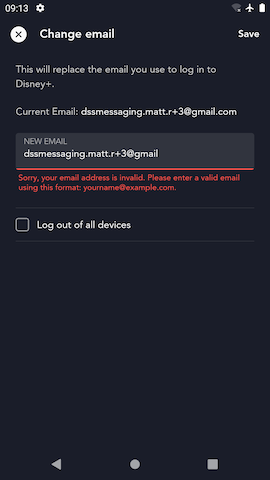 09:13
Change email
Save
This will replace the email you use to log in to
Disney+.
Current Email: dssmessaging.matt.r+3@gmail.com
NEW EMAIL
dssmessaging.matt.r+3@gmail
Sorry, your email address is invalid. Please enter a valid email
using this format: yourname@example.com.
Log out of all devices